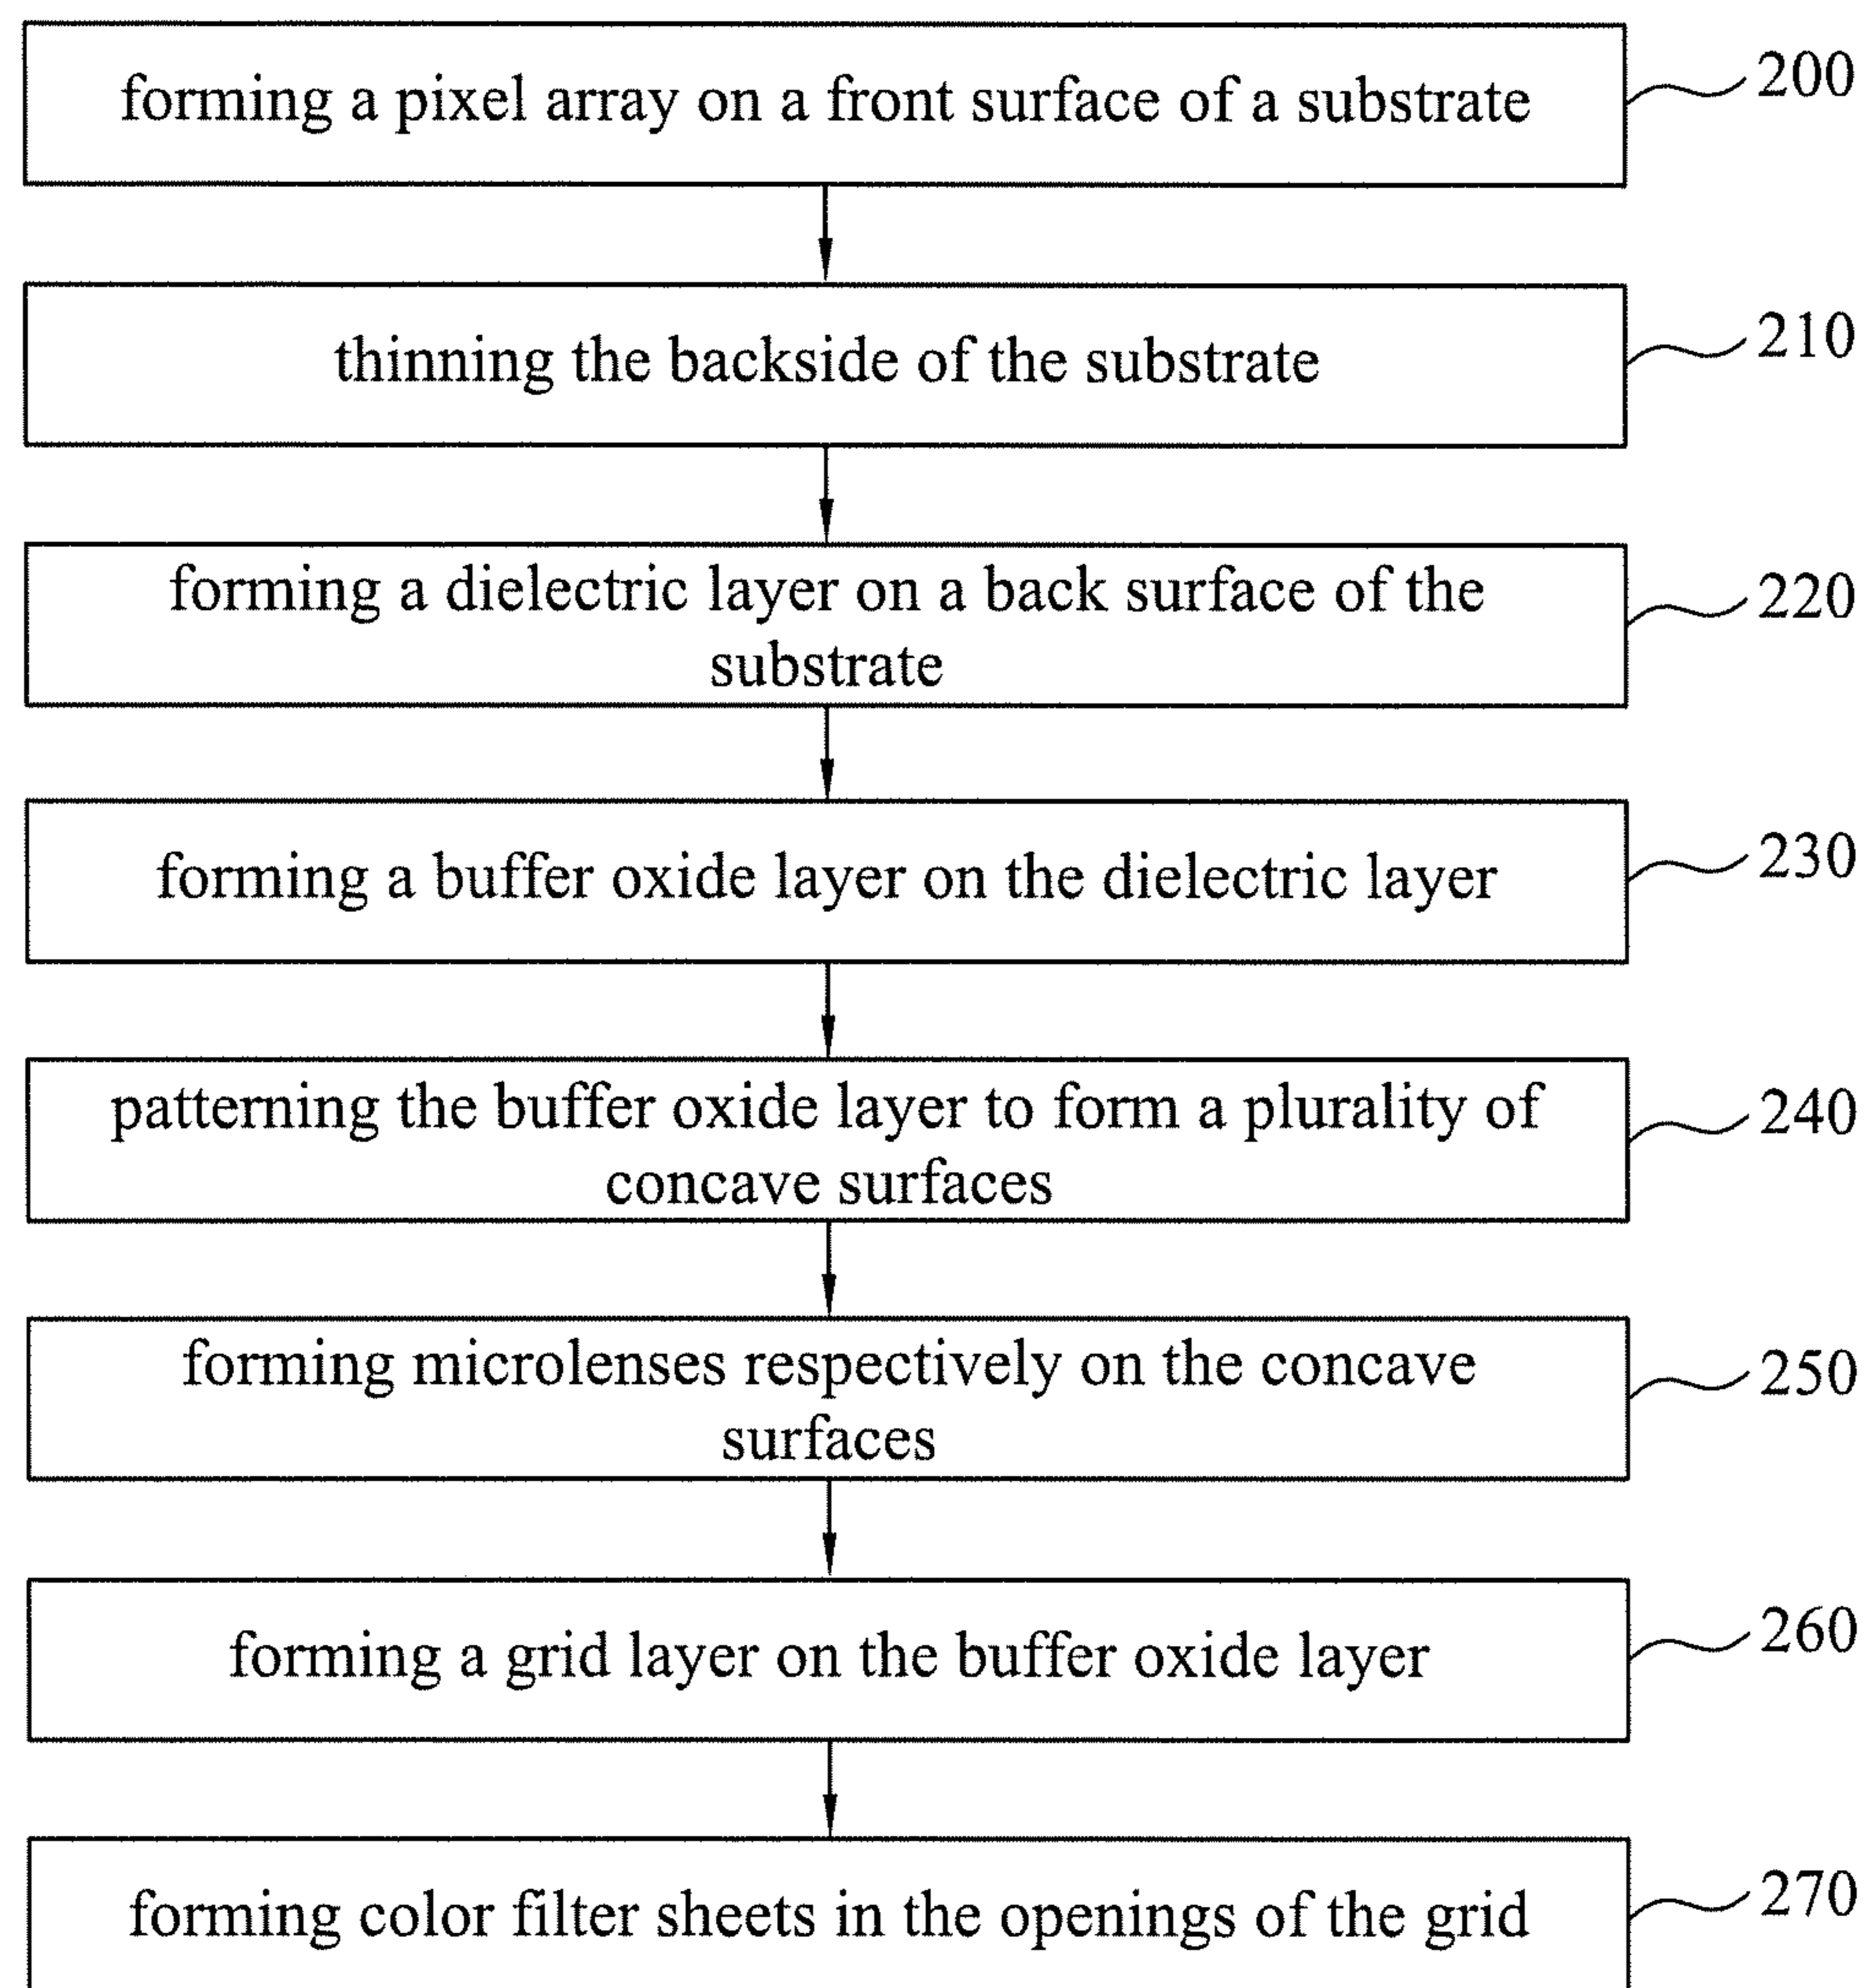 forming a pixel array on a front surface of a substrate
200
thinning the backside of the substrate
210
forming a dielectric layer on a back surface of the
substrate
220
forming a buffer oxide layer on the dielectric layer
230
patterning the buffer oxide layer to form a plurality of
concave surfaces
240
forming microlenses respectively on the concave
surfaces
250
forming a grid layer on the buffer oxide layer
260
forming color filter sheets in the openings of the grid
270